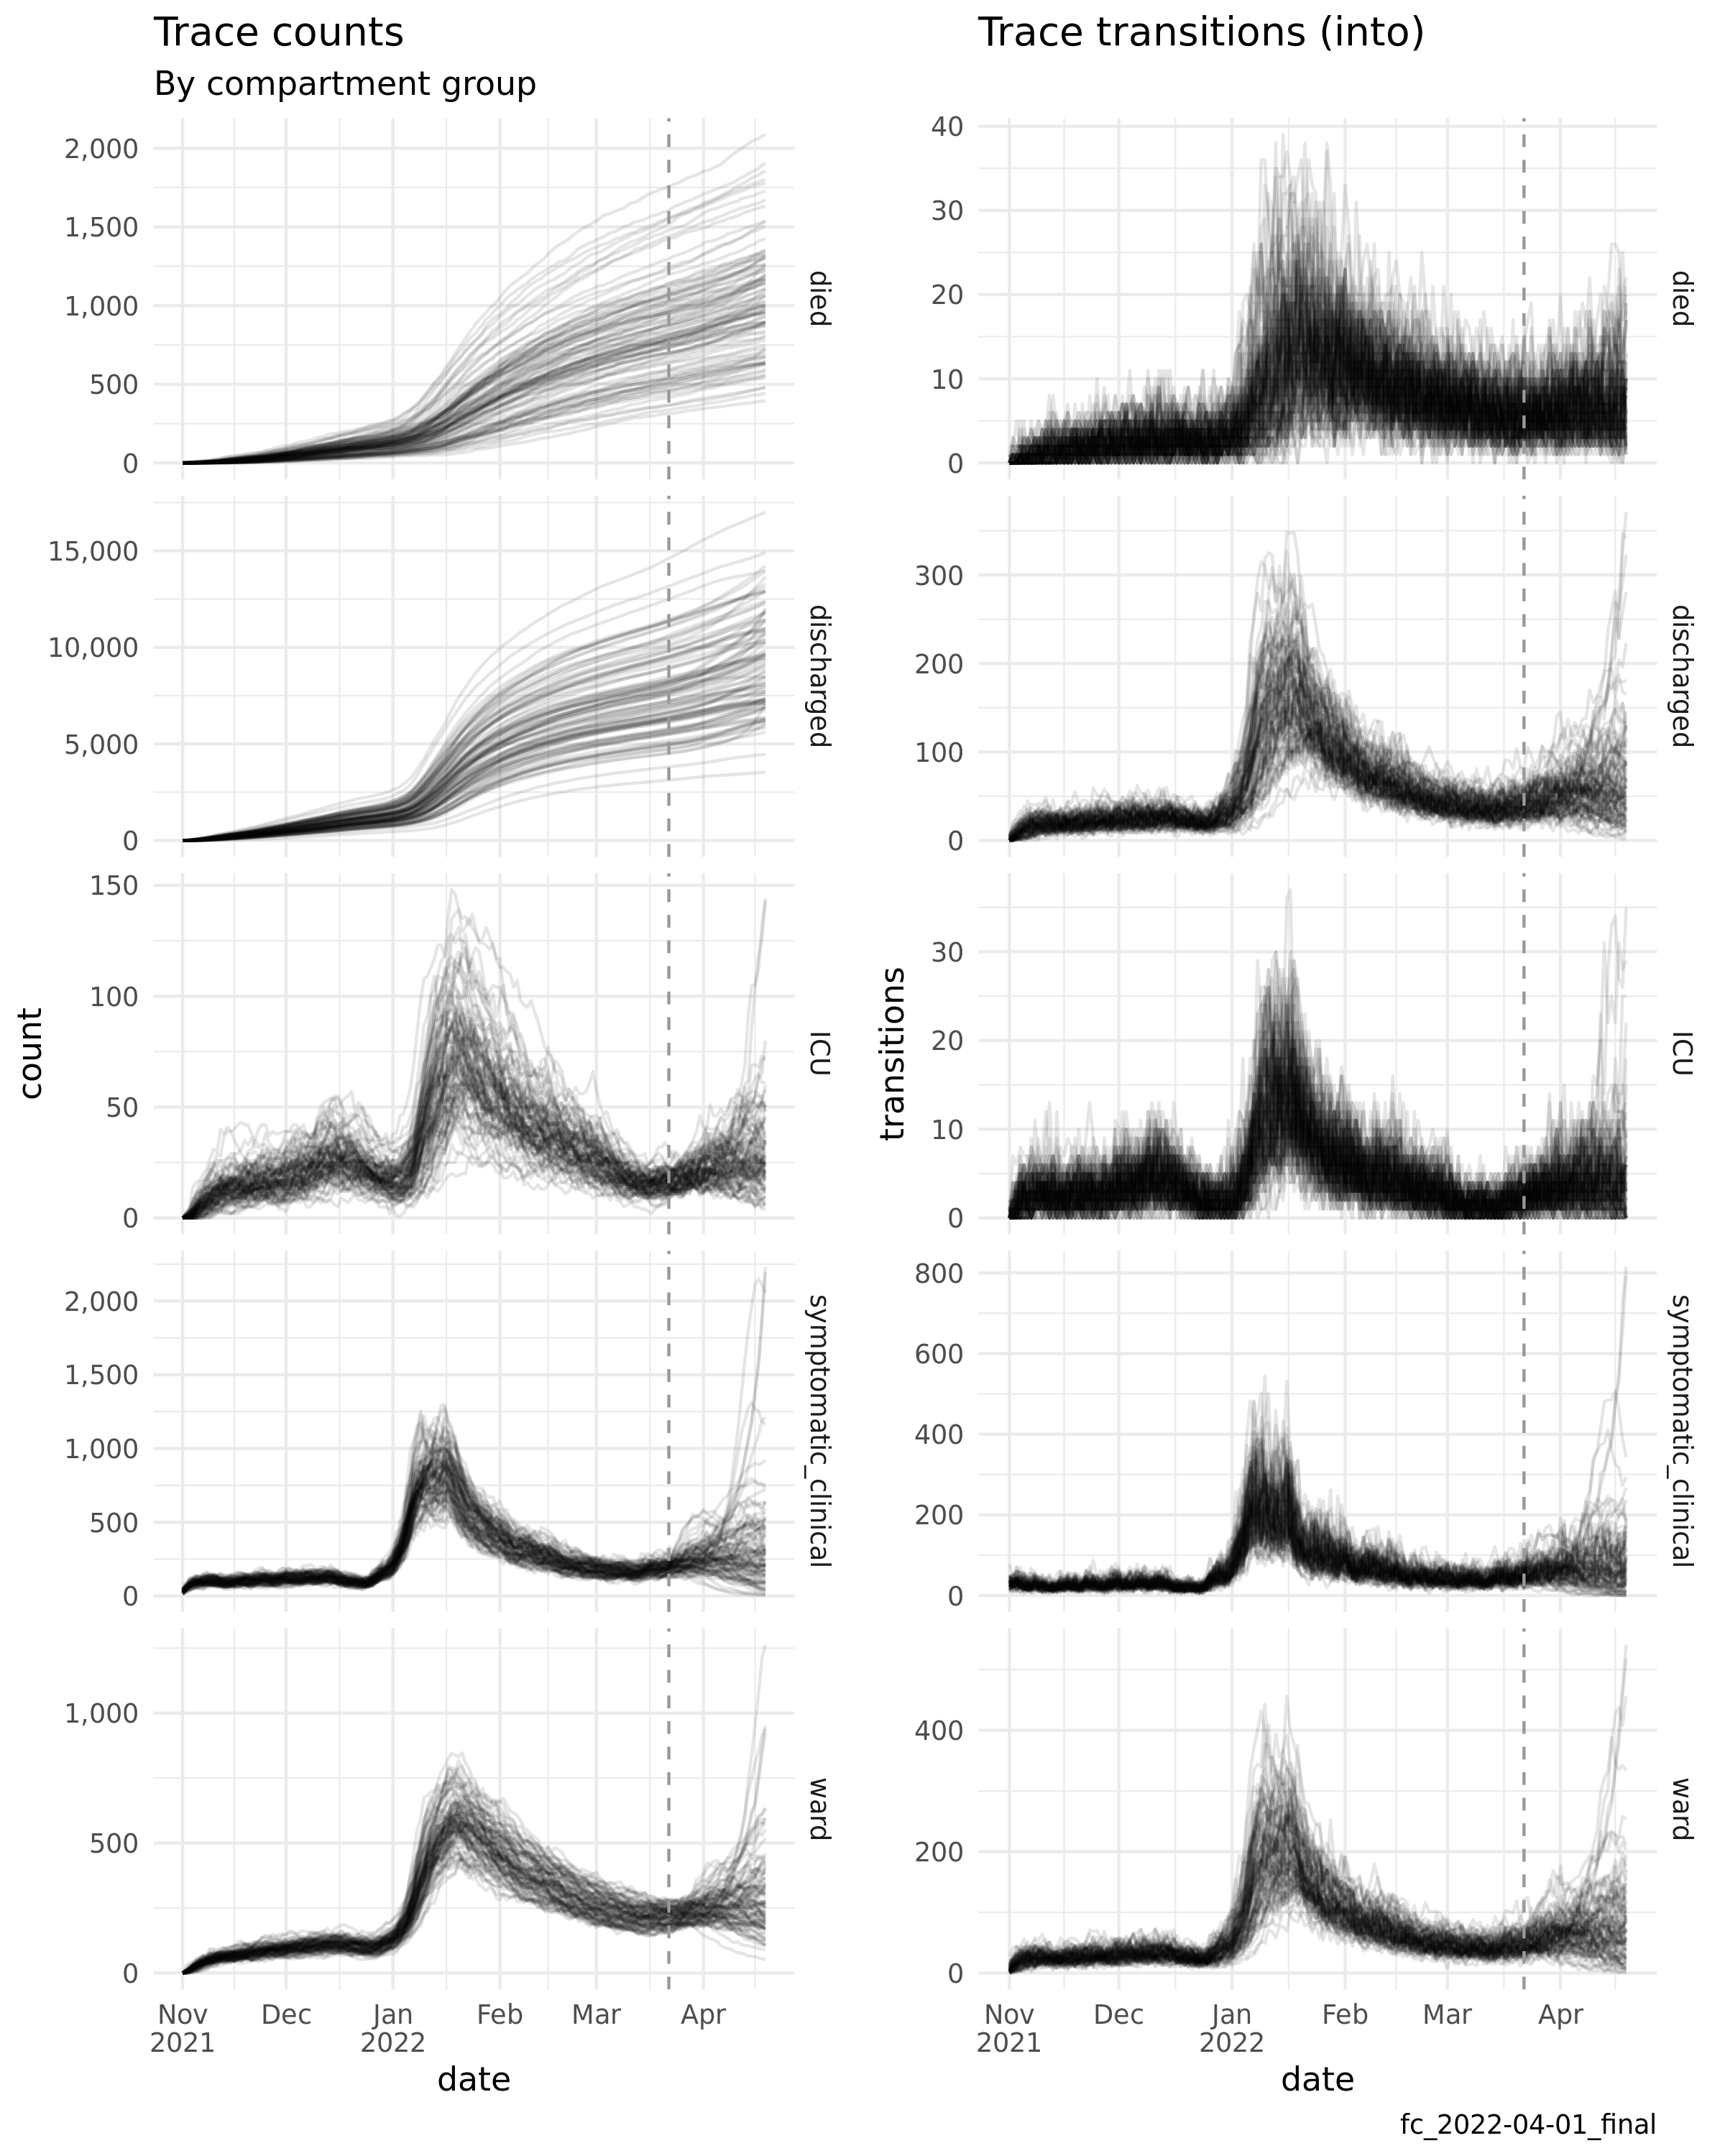 Trace counts
By compartment group
2,000
1,500
1,000
500
0
died
15,000
10,000
5,000
0
discharged
150
100
50
0
ICU
2,000
1,500
1,000
500
0
symptomatic_clinical
1,000
500
0
ward
count
Nov Dec Jan Feb Mar Apr
2021 2022
date
Trace transitions (into)
40
30
20
10
0
died
300
200
100
0
discharged
30
20
10
0
ICU
800
600
400
200
0
symptomatic_clinical
400
200
0
ward
transitions
Nov Dec Jan Feb Mar Apr
2021 2022
date
fc_2022-04-01_final